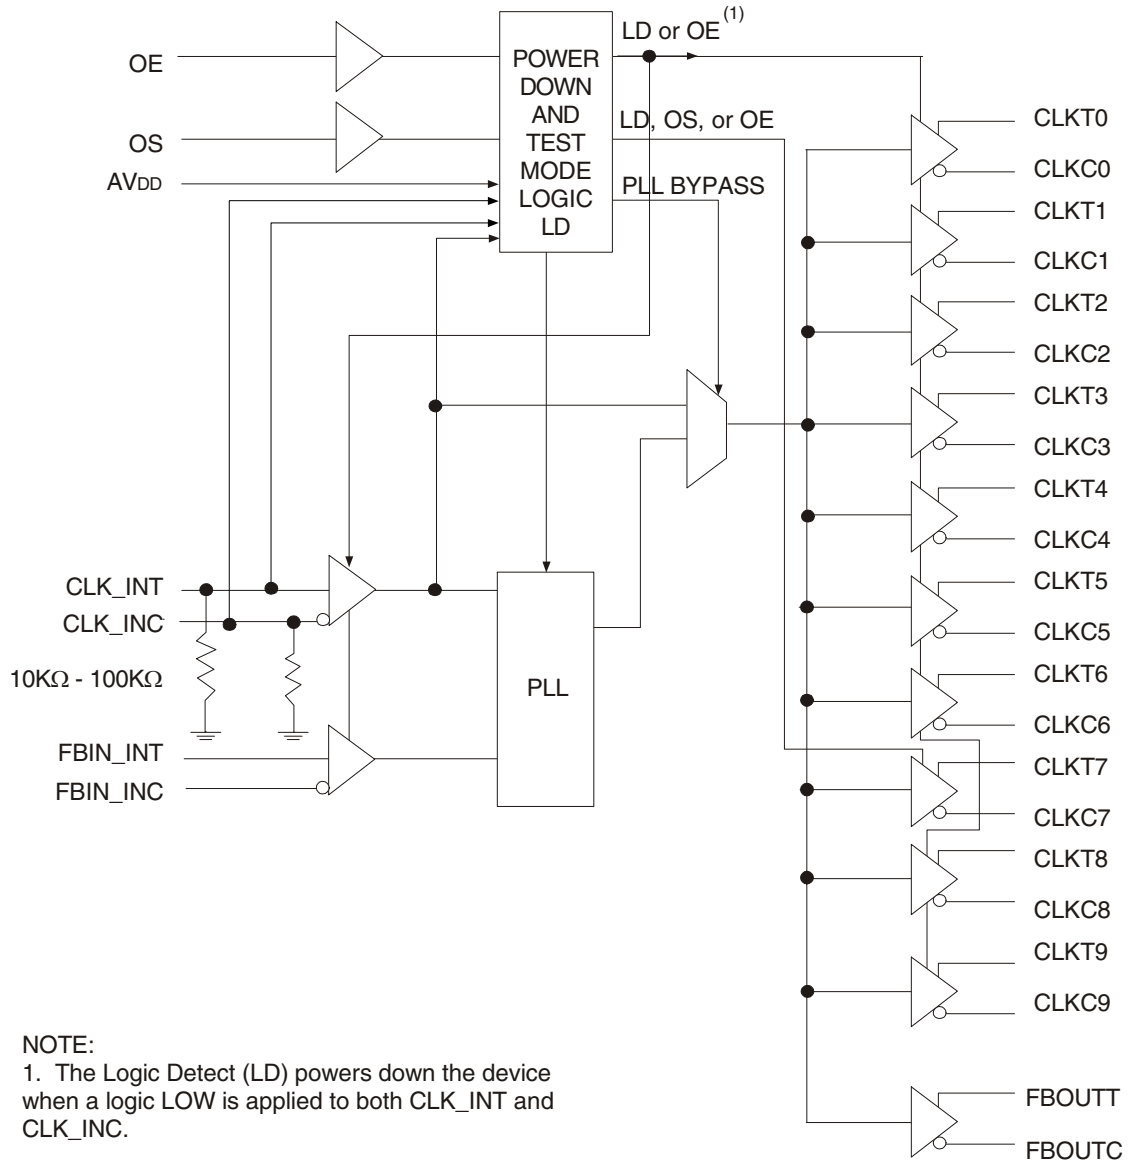 LD or OE (1)
OE
POWER
DOWN
AND
TEST
MODE
LOGIC
LD
OS
LD, OS, or OE
AVDD
PLL BYPASS
CLKT0
CLKC0
CLKT1
CLKC1
CLKT2
CLKC2
CLKT3
CLKC3
CLKT4
CLKC4
CLKT5
CLKC5
CLKT6
CLKC6
CLKT7
CLKC7
CLKT8
CLKC8
CLKT9
CLKC9
FBOUTT
FBOUTC
CLK_INT
CLK_INC
10KΩ - 100KΩ
PLL
FBIN_INT
FBIN_INC
NOTE:
1. The Logic Detect (LD) powers down the device
when a logic LOW is applied to both CLK_INT and
CLK_INC.